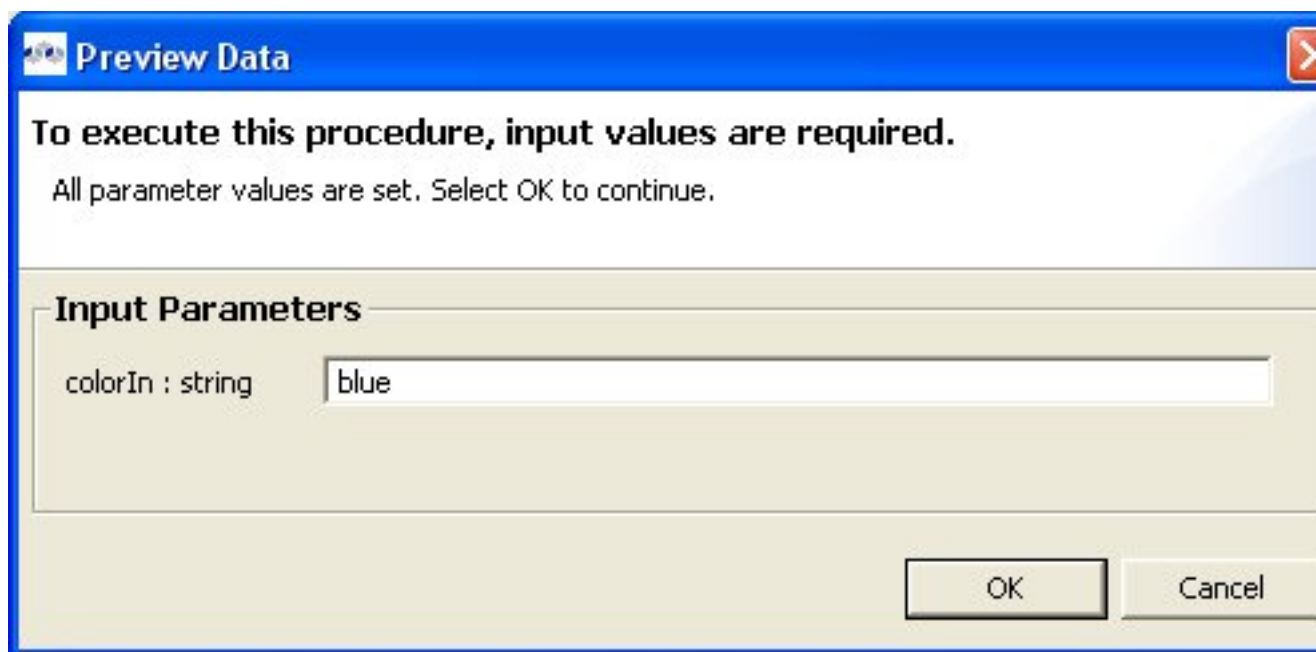 Preview Data
To execute this procedure, input values are required.
All parameter values are set. Select OK to continue.
Input Parameters
colorIn : string blue
OK Cancel